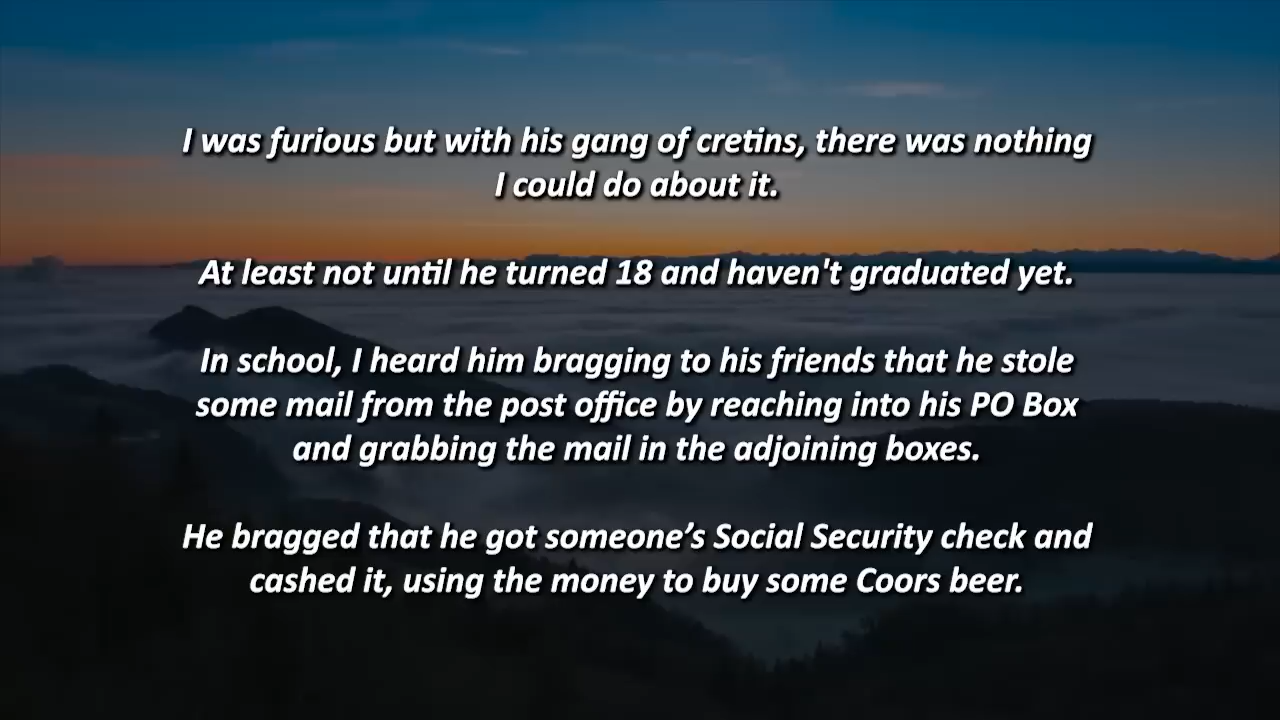 I was furious but with his gang of cretins, there was nothing
I could do about it.
At least not until he turned 18 and haven't graduated yet.
In school, I heard him bragging to his friends that he stole
some mail from the post office by reaching into his PO Box
and grabbing the mail in the adjoining boxes.
He bragged that he got someone’s Social Security check and
cashed it, using the money to buy some Coors beer.